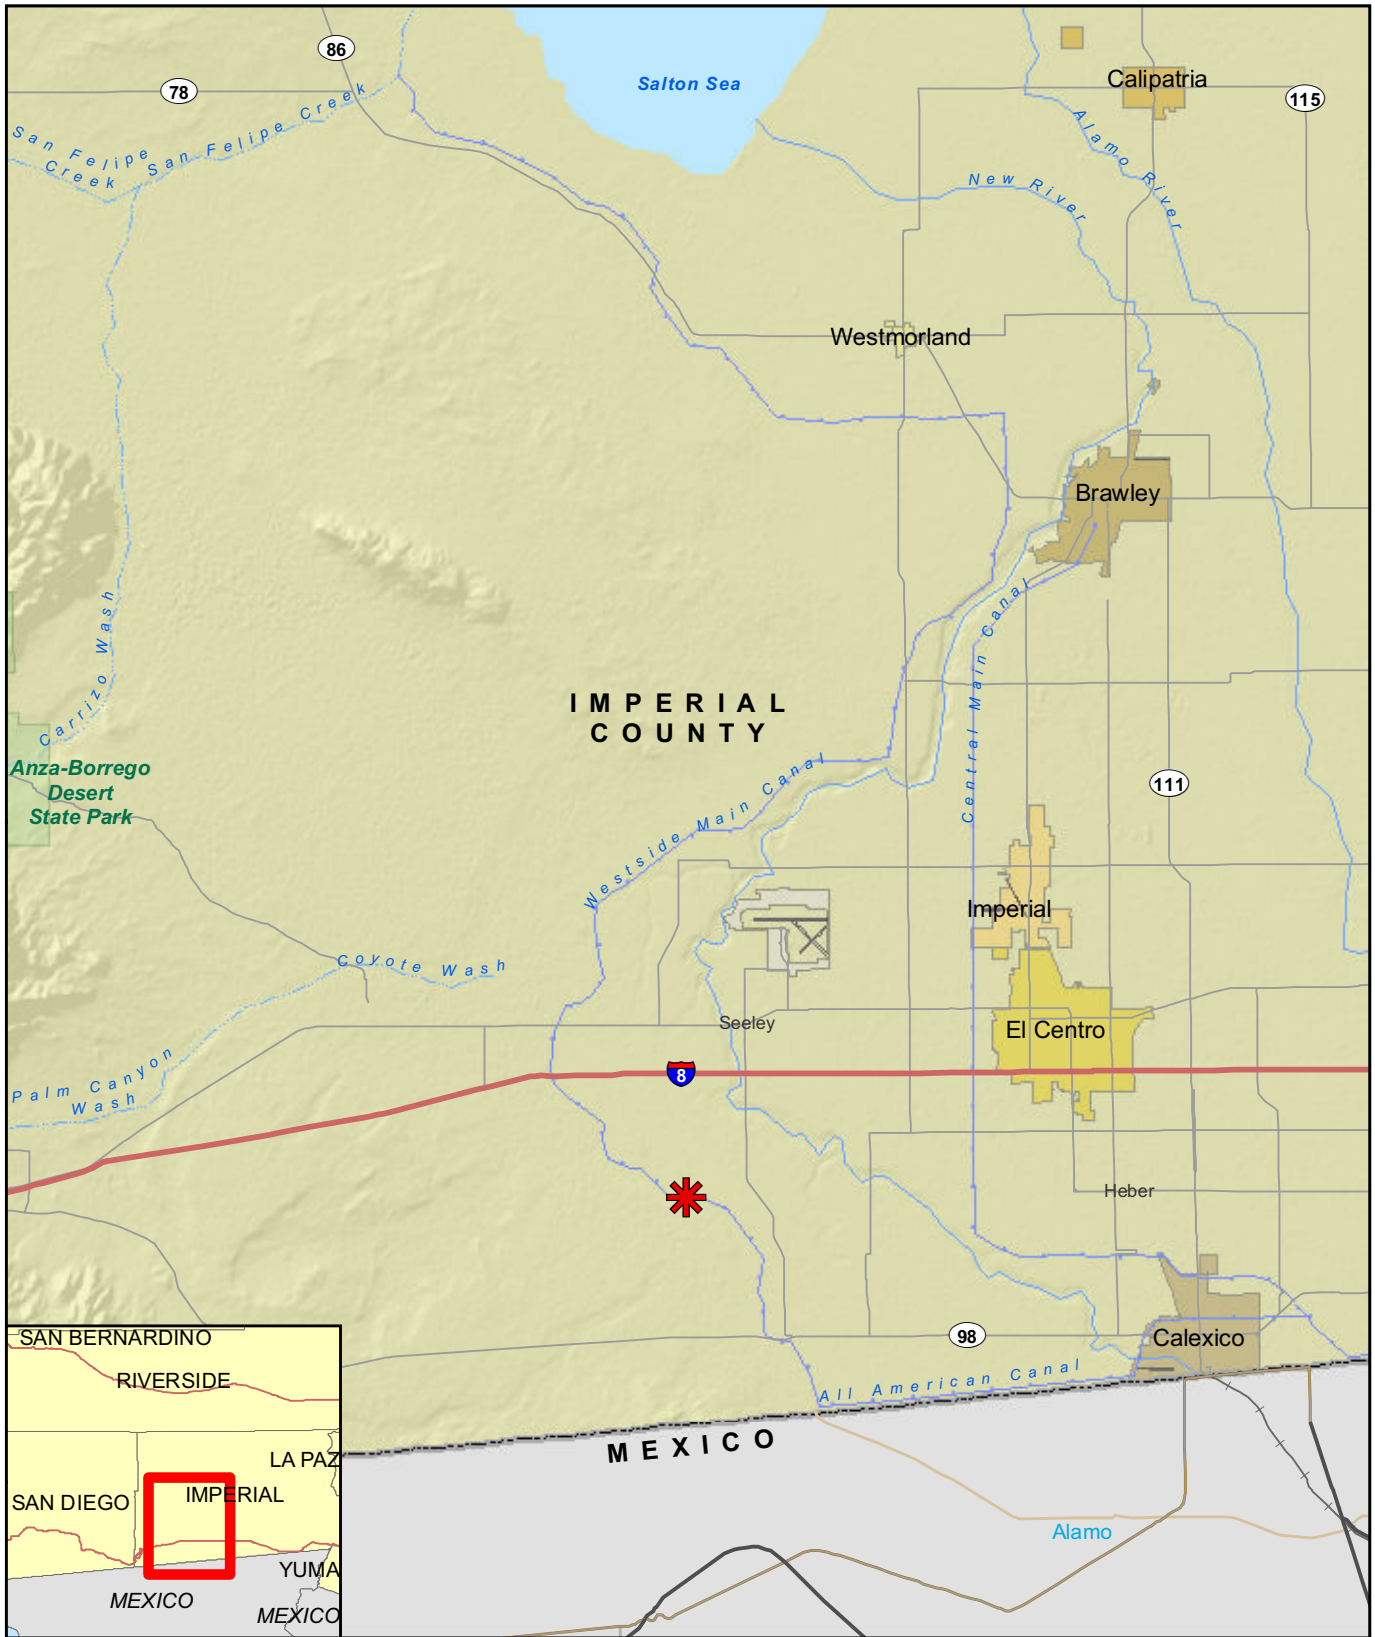 86
78
Salton Sea
Calipatria
115
San Felipe
Creek
San Felipe Creek
Alamo River
New River
Westmorland
Brawley
Carrizo Wash
Central Main Canal
IMPERIAL
COUNTY
Anza-Borrego
Desert
State Park
Westside Main Canal
111
Imperial
Coyote Wash
Seeley
El Centro
Palm Canyon
Wash
8
Heber
98
Calexico
All American Canal
MEXICO
Alamo
SAN BERNARDINO
RIVERSIDE
LA PAZ
SAN DIEGO
IMPERIAL
YUMA
MEXICO
MEXICO